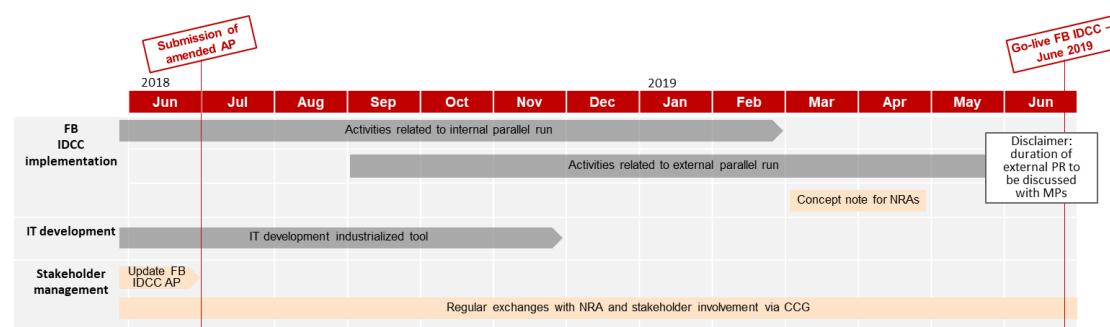 Submission of
amended AP
Go-live FB IDCC –
June 2019
2018
2019
Jun Jul Aug Sep Oct Nov Dec Jan Feb Mar Apr May Jun
FB
IDCC
implementation
Activities related to internal parallel run
Activities related to external parallel run
Disclaimer:
duration of
external PR to
be discussed
with MPs
Concept note for NRAs
IT development
IT development industrialized tool
Stakeholder
management
Update FB
IDCC AP
Regular exchanges with NRA and stakeholder involvement via CCG